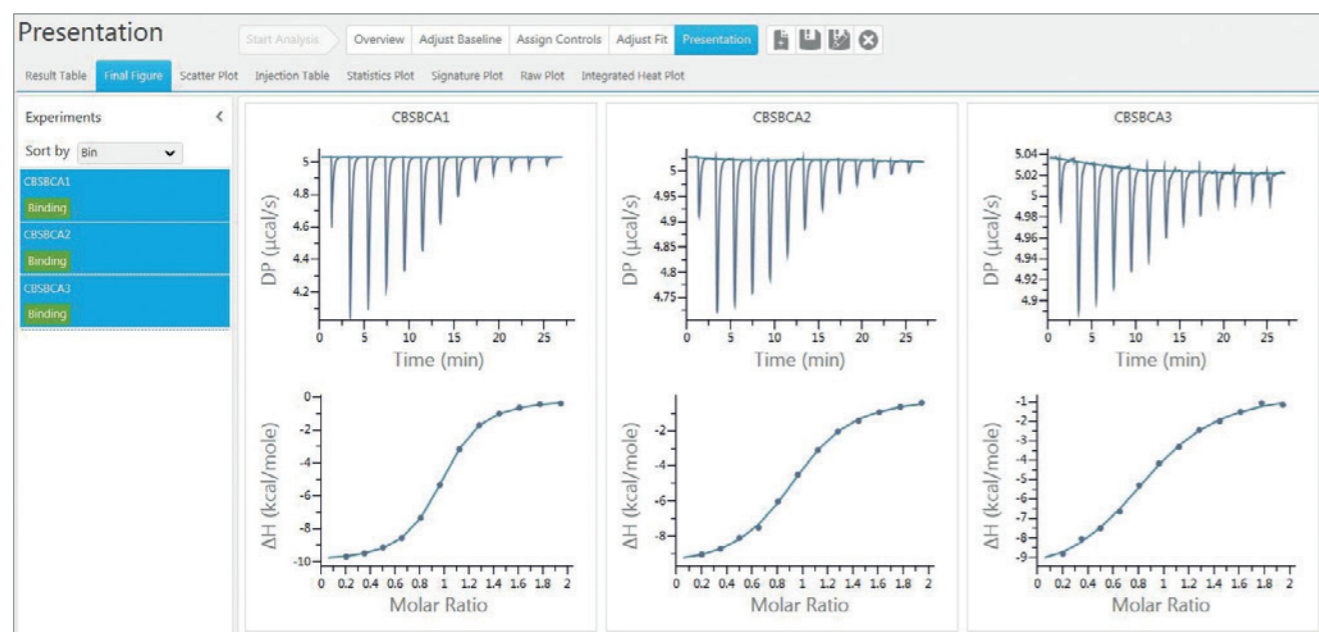 Presentation
Start Analysis Overview Adjust Baseline Assign Controls Adjust Fit Presentation
Result Table Final Figure Scatter Plot Injection Table Statistics Plot Signature Plot Raw Plot Integrated Heat Plot
Experiments <
Sort by Bin
CBSBCA1
Binding
CBSBCA2
Binding
CBSBCA3
Binding
CBSBCA1
DP (µcal/s)
5
4.8
4.6
4.4
4.2
0 5 10 15 20 25
Time (min)
ΔH (kcal/mole)
0
-2
-4
-6
-8
-10
0 0.2 0.4 0.6 0.8 1 1.2 1.4 1.6 1.8 2
Molar Ratio
CBSBCA2
DP (µcal/s)
5
4.95
4.9
4.85
4.8
4.75
0 5 10 15 20 25
Time (min)
ΔH (kcal/mole)
-2
-4
-6
-8
0 0.2 0.4 0.6 0.8 1 1.2 1.4 1.6 1.8 2
Molar Ratio
CBSBCA3
DP (µcal/s)
5.04
5.02
5
4.98
4.96
4.94
4.92
4.9
0 5 10 15 20 25
Time (min)
ΔH (kcal/mole)
-1
-2
-3
-4
-5
-6
-7
-8
-9
0 0.2 0.4 0.6 0.8 1 1.2 1.4 1.6 1.8 2
Molar Ratio